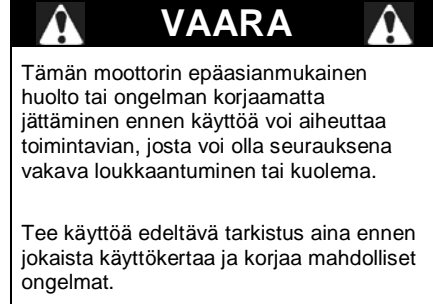 VAARA
Tämän moottorin epäasianmukainen
huolto tai ongelman korjaamatta
jättäminen ennen käyttöä voi aiheuttaa
toimintavian, josta voi olla seurauksena
vakava loukkaantuminen tai kuolema.
Tee käyttöä edeltävä tarkistus aina ennen
jokaista käyttökertaa ja korjaa mahdolliset
ongelmat.